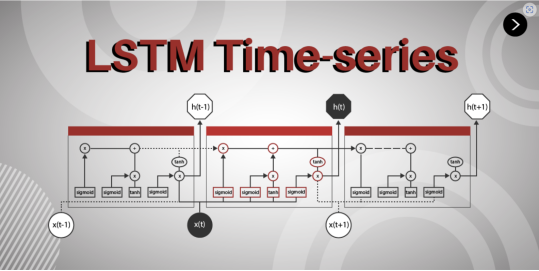 LSTM Time-series
h(t-1) h(t) h(t+1)
x + x + x +
tanh tanh tanh
x x x x x x
sigmoid sigmoid tanh sigmoid sigmoid sigmoid tanh sigmoid sigmoid sigmoid tanh sigmoid
x(t-1) x(t) x(t+1)